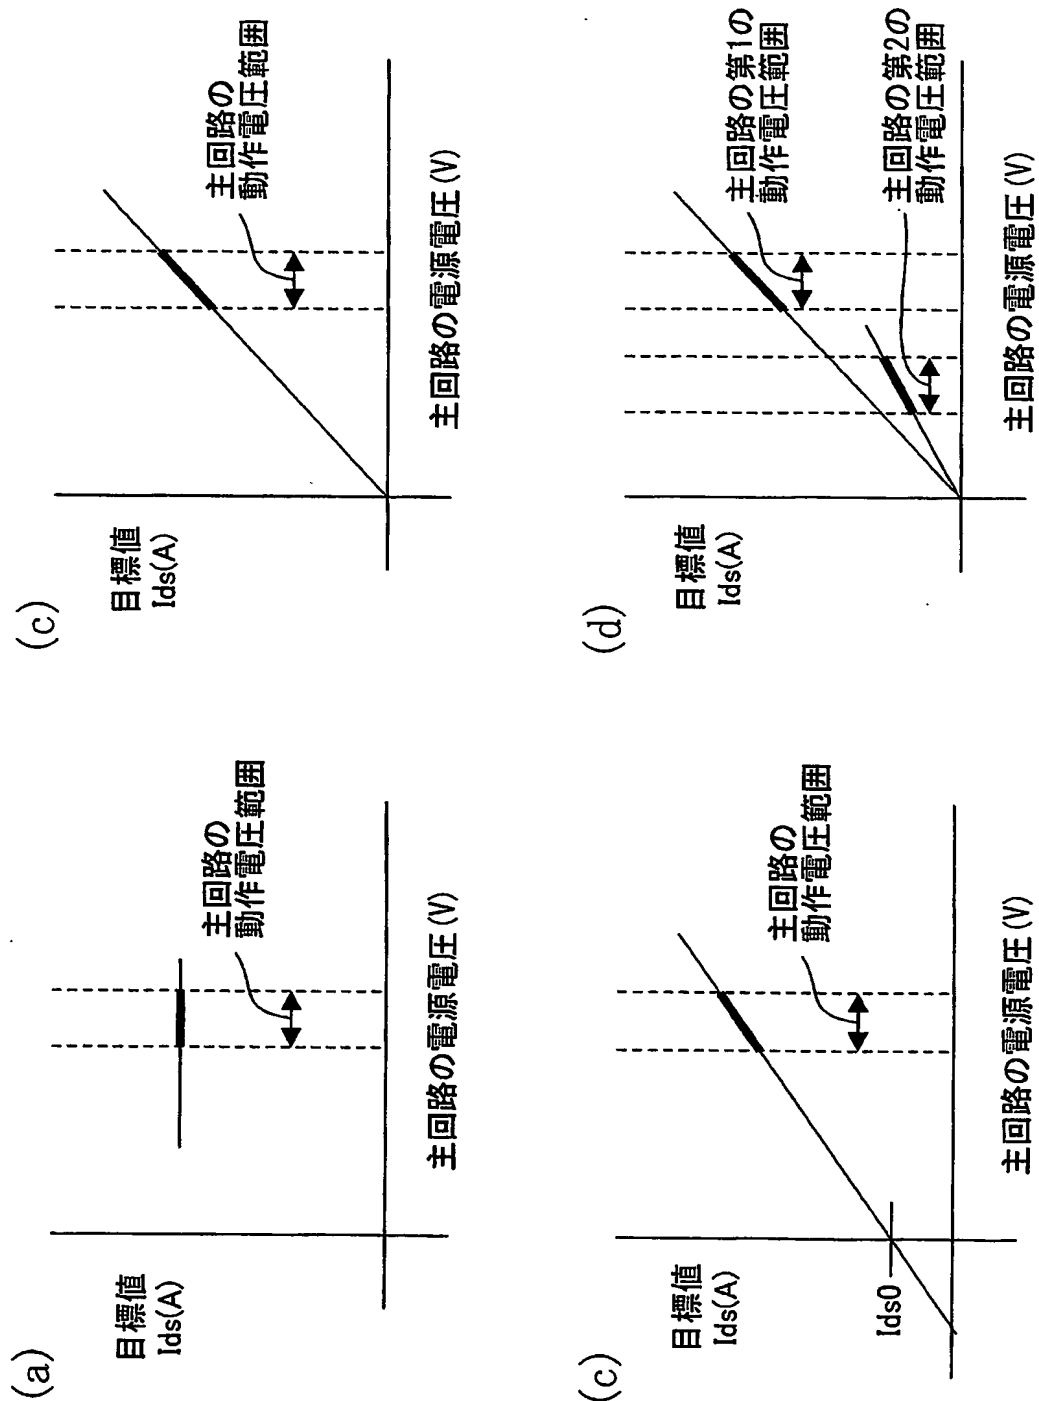 (a)
目標値
Ids(A)
主回路の
動作電圧範囲
主回路の電源電圧(V)
(c)
目標値
Ids(A)
主回路の
動作電圧範囲
主回路の電源電圧(V)
(c)
目標値
Ids(A)
Ids0
主回路の
動作電圧範囲
主回路の電源電圧(V)
(d)
目標値
Ids(A)
主回路の第1の
動作電圧範囲
主回路の第2の
動作電圧範囲
主回路の電源電圧(V)